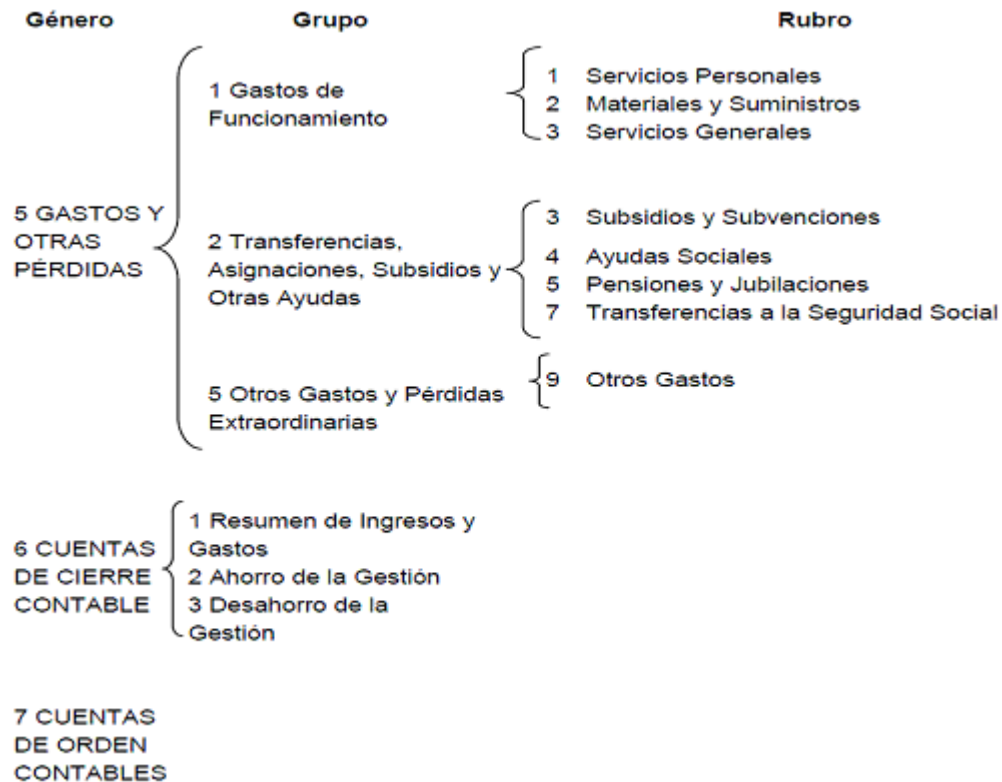 Género Grupo Rubro
1 Gastos de
Funcionamiento
1 Servicios Personales
2 Materiales y Suministros
3 Servicios Generales
5 GASTOS Y
OTRAS
PÉRDIDAS
2 Transferencias,
Asignaciones, Subsidios y
Otras Ayudas
3 Subsidios y Subvenciones
4 Ayudas Sociales
5 Pensiones y Jubilaciones
7 Transferencias a la Seguridad Social
5 Otros Gastos y Pérdidas
Extraordinarias
9 Otros Gastos
6 CUENTAS
DE CIERRE
CONTABLE
1 Resumen de Ingresos y
Gastos
2 Ahorro de la Gestión
3 Desahorro de la
Gestión
7 CUENTAS
DE ORDEN
CONTABLES